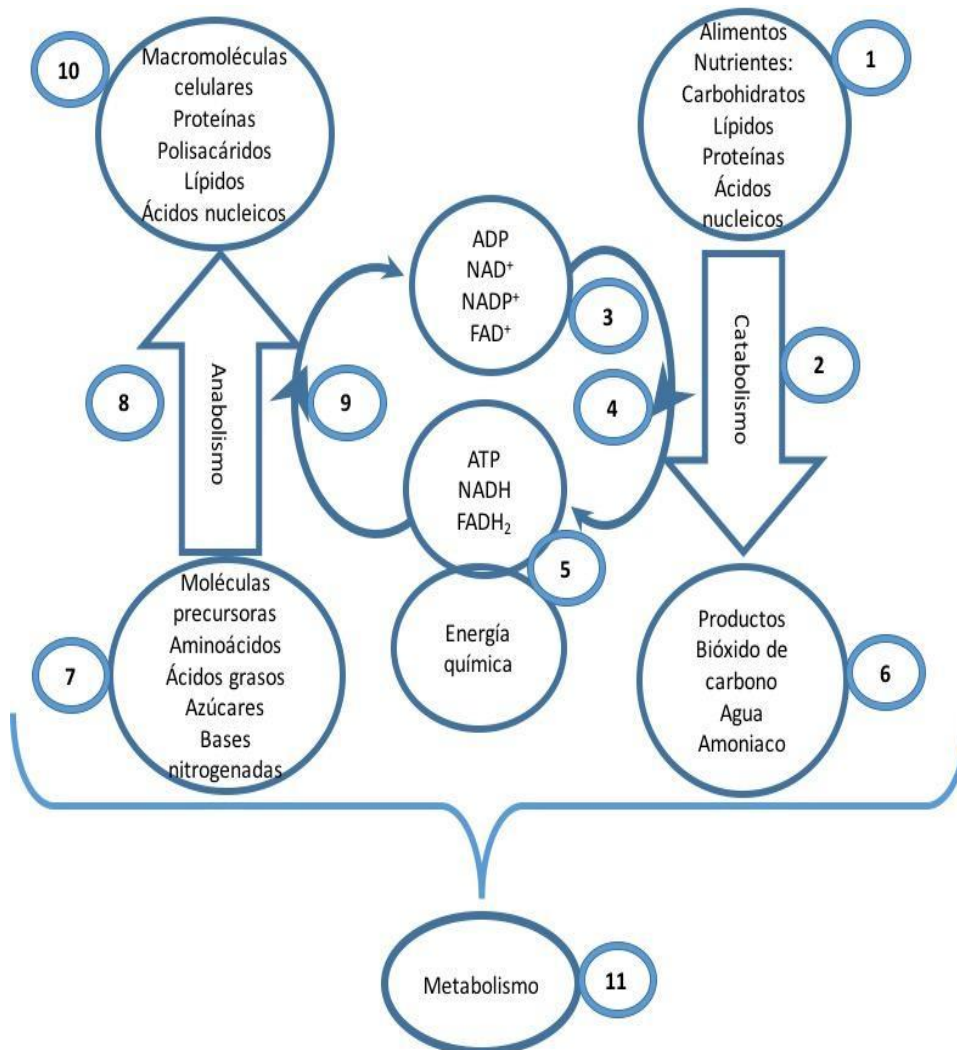 10
Macromoléculas
celulares
Proteínas
Polisacáridos
Lípidos
Ácidos nucleicos
Alimentos
Nutrientes:
Carbohidratos
Lípidos
Proteínas
Ácidos
nucleicos
1
ADP
NAD⁺
NADP⁺
FAD⁺
3
Catabolismo
2
8
Anabolismo
9
4
ATP
NADH
FADH₂
5
Energía
química
7
Moléculas
precursoras
Aminoácidos
Ácidos grasos
Azúcares
Bases
nitrogenadas
Productos
Bióxido de
carbono
Agua
Amoniaco
6
Metabolismo
11